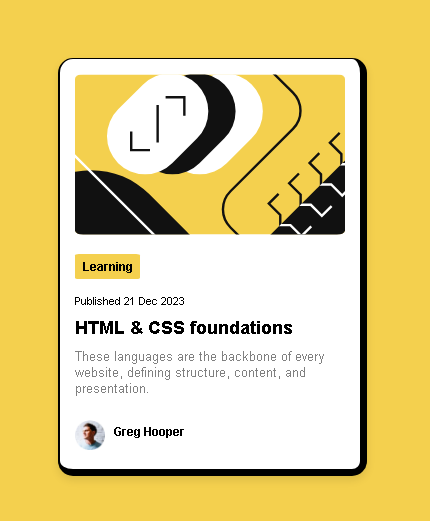 Learning
Published 21 Dec 2023
HTML & CSS foundations
These languages are the backbone of every
website, defining structure, content, and
presentation.
Greg Hooper